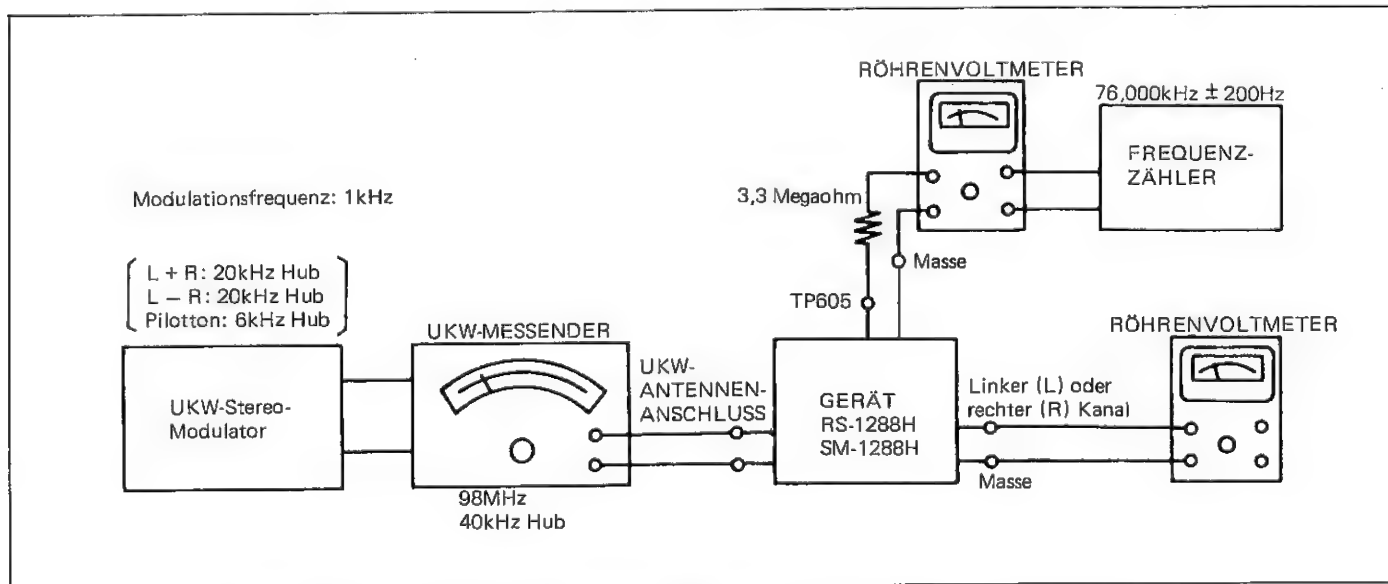 RÖHRENVOLTMETER
76,000kHz ± 200Hz
FREQUENZ-
ZÄHLER
Modulationsfrequenz: 1kHz
3,3 Megaohm
Masse
L + R: 20kHz Hub
L – R: 20kHz Hub
Pilotton: 6kHz Hub
TP605
UKW-MESSENDER
RÖHRENVOLTMETER
UKW-Stereo-
Modulator
UKW-
ANTENNEN-
ANSCHLUSS
GERÄT
RS-1288H
SM-1288H
Linker (L) oder
rechter (R) Kanal
Masse
98MHz
40kHz Hub